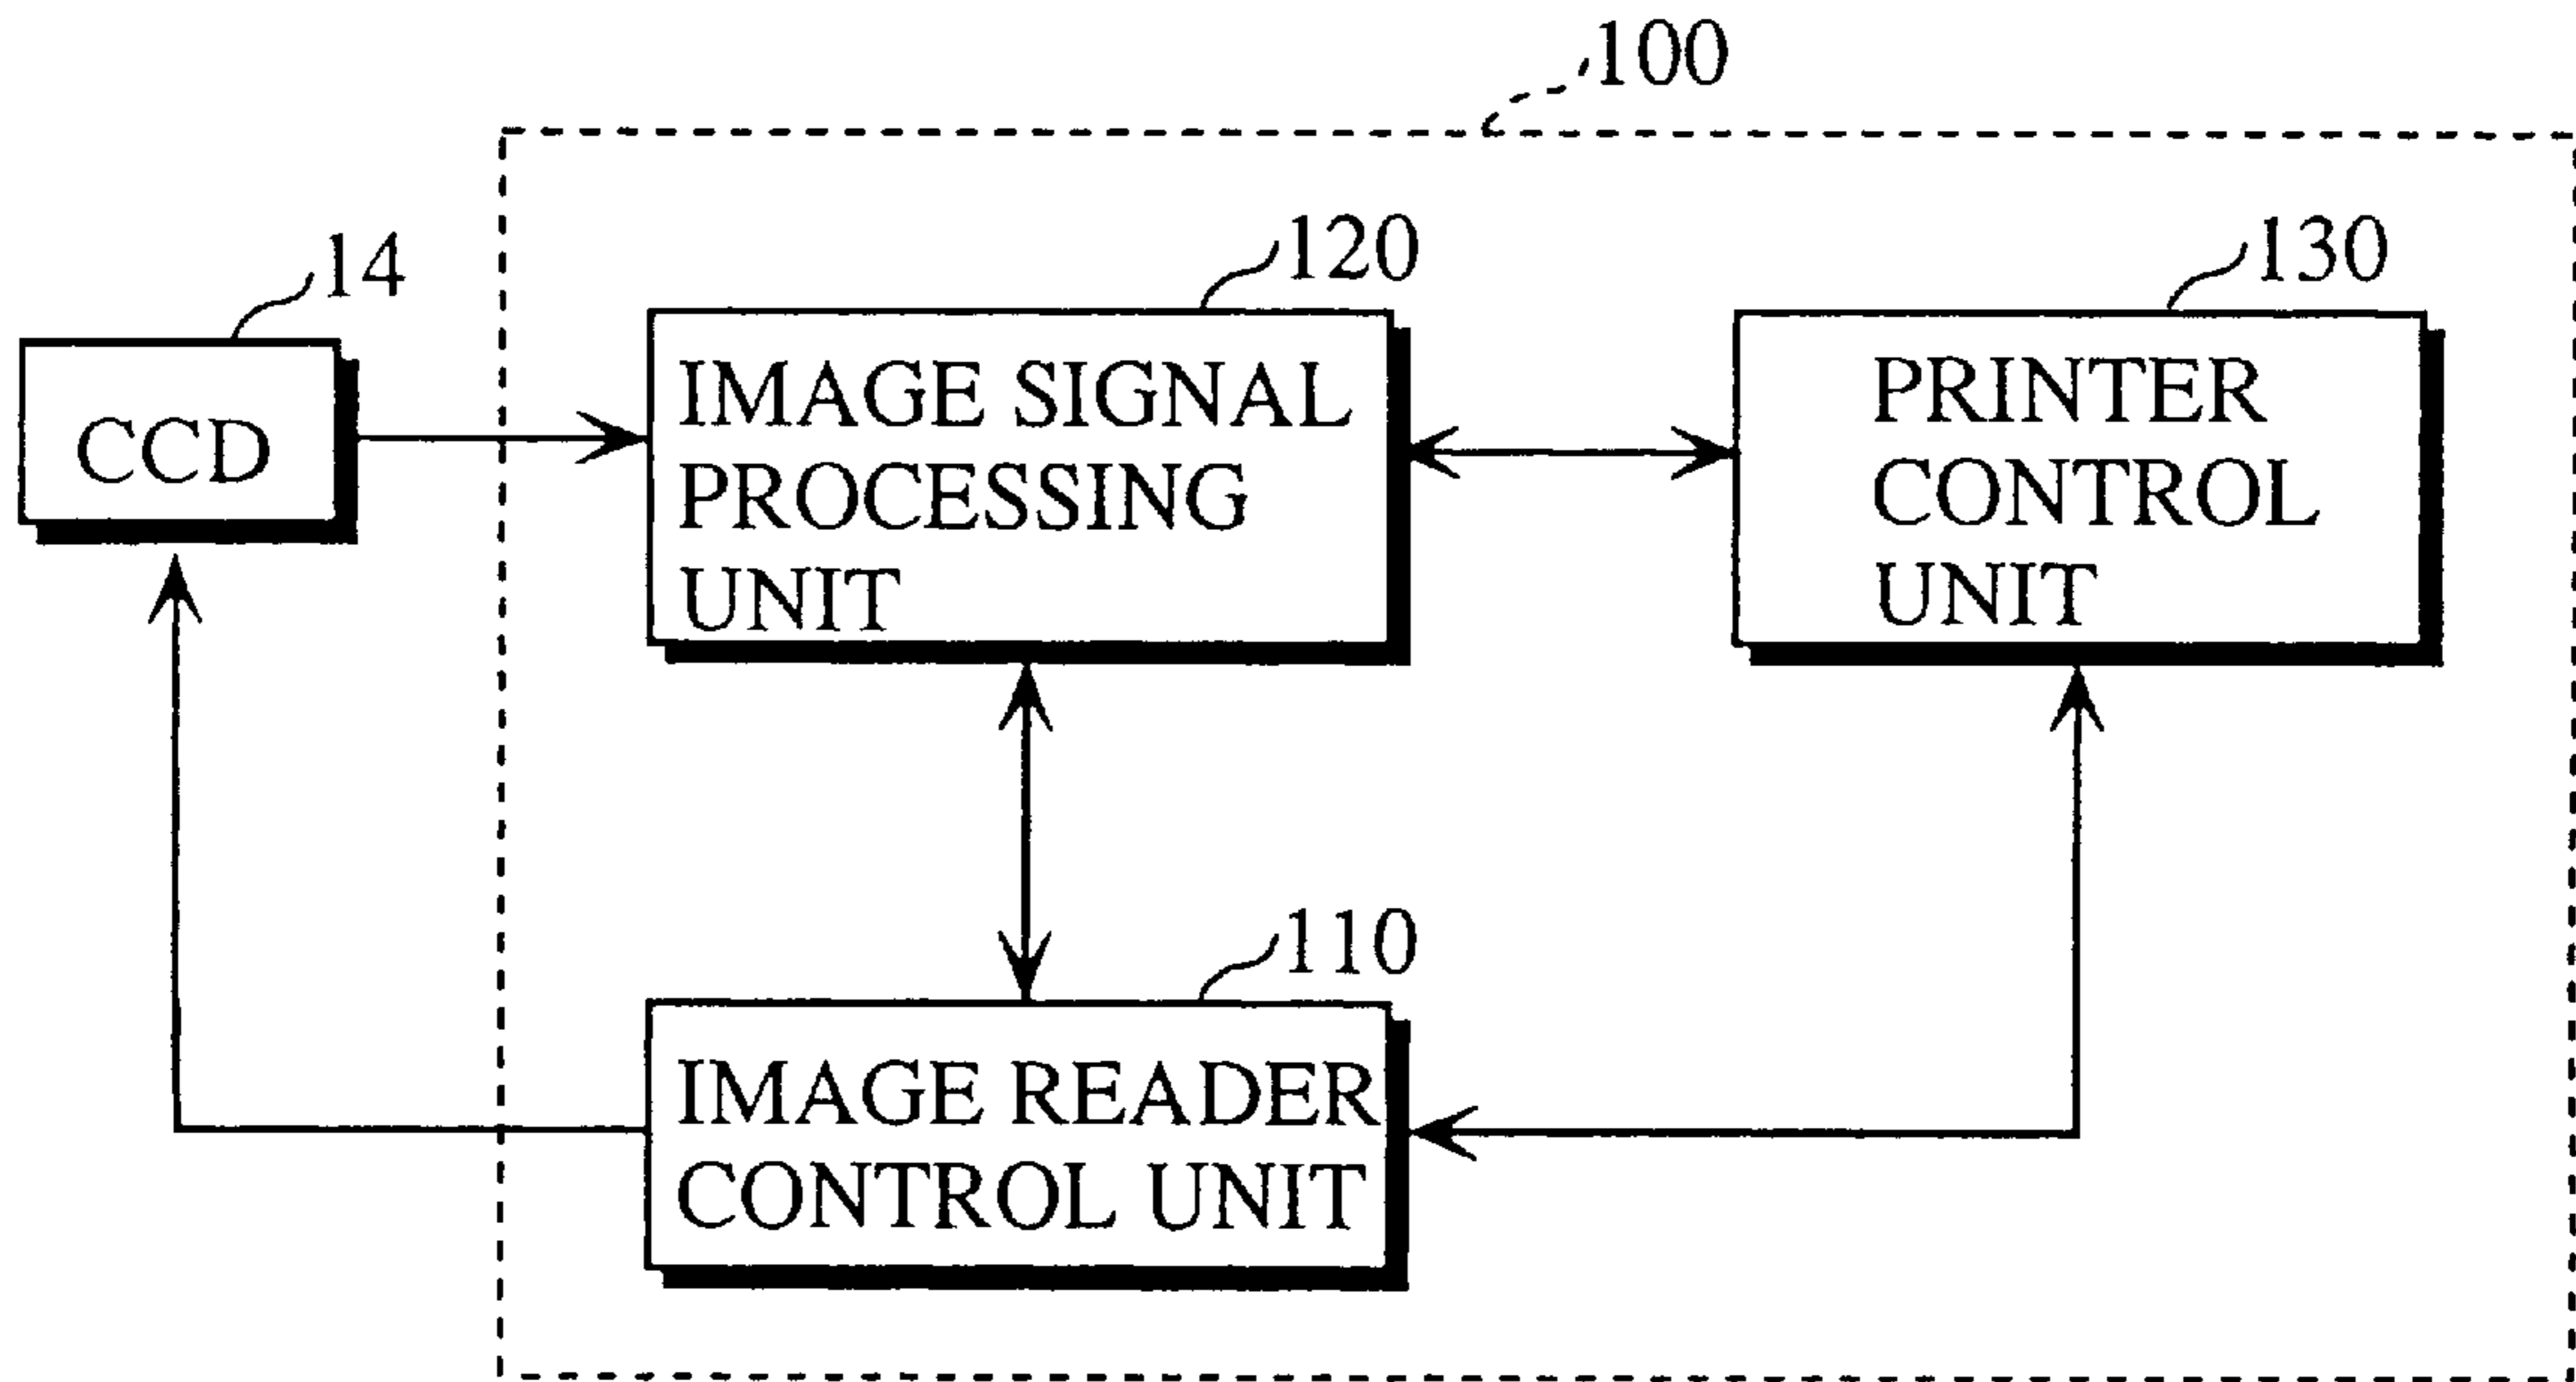 100
14
CCD
120
IMAGE SIGNAL
PROCESSING
UNIT
130
PRINTER
CONTROL
UNIT
110
IMAGE READER
CONTROL UNIT